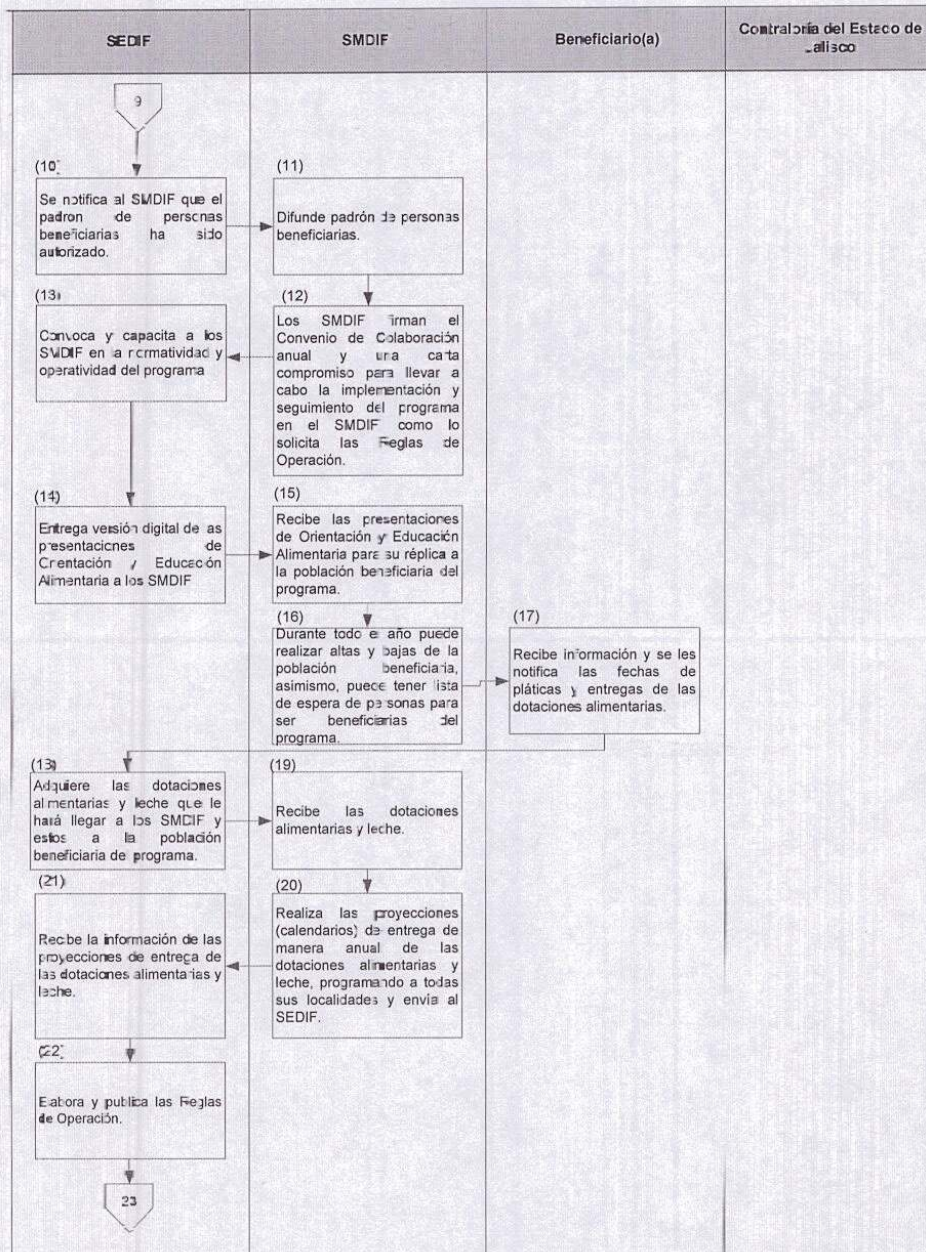 SEDIF
SMDIF
Beneficiario(a)
Contraloría del Estado de
Jalisco
9
(10)
Se notifica al SMDIF que el
padron de personas
beneficiarias ha sido
autorizado.
(11)
Difunde padrón de personas
beneficiarias.
(13)
Convoca y capacita a los
SMDIF en la normatividad y
operatividad del programa
(12)
Los SMDIF firman el
Convenio de Colaboración
anual y una carta
compromiso para llevar a
cabo la implementación y
seguimiento del programa
en el SMDIF como lo
solicita las Reglas de
Operación.
(14)
Entrega versión digital de las
presentaciones de
Orientación y Educación
Alimentaria a los SMDIF
(15)
Recibe las presentaciones
de Orientación y Educación
Alimentaria para su réplica a
la población beneficiaria del
programa.
(16)
Durante todo el año puede
realizar altas y bajas de la
población beneficiaria,
asimismo, puede tener lista
de espera de personas para
ser beneficiarias del
programa.
(17)
Recibe información y se les
notifica las fechas de
pláticas y entregas de las
dotaciones alimentarias.
(18)
Adquiere las dotaciones
alimentarias y leche que le
hará llegar a los SMDIF y
estos a la población
beneficiaria de programa.
(19)
Recibe las dotaciones
alimentarias y leche.
(21)
Recibe la información de las
proyecciones de entrega de
las dotaciones alimentarias y
leche.
(20)
Realiza las proyecciones
(calendarios) de entrega de
manera anual de las
dotaciones alimentarias y
leche, programando a todas
sus localidades y envía al
SEDIF.
(22)
Elabora y publica las Reglas
de Operación.
23